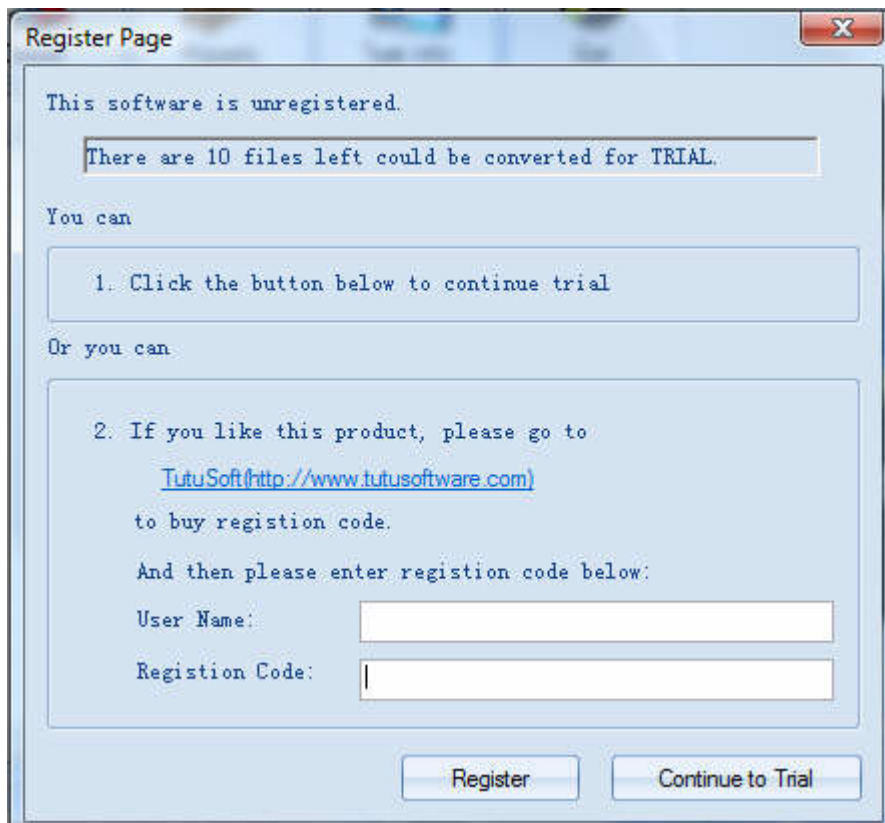 Register Page
This software is unregistered.
There are 10 files left could be converted for TRIAL.
You can
1. Click the button below to continue trial
Or you can
2. If you like this product, please go to
TutuSoft(http://www.tutusoftware.com)
to buy registion code.
And then please enter registion code below:
User Name:
Registion Code:
Register
Continue to Trial